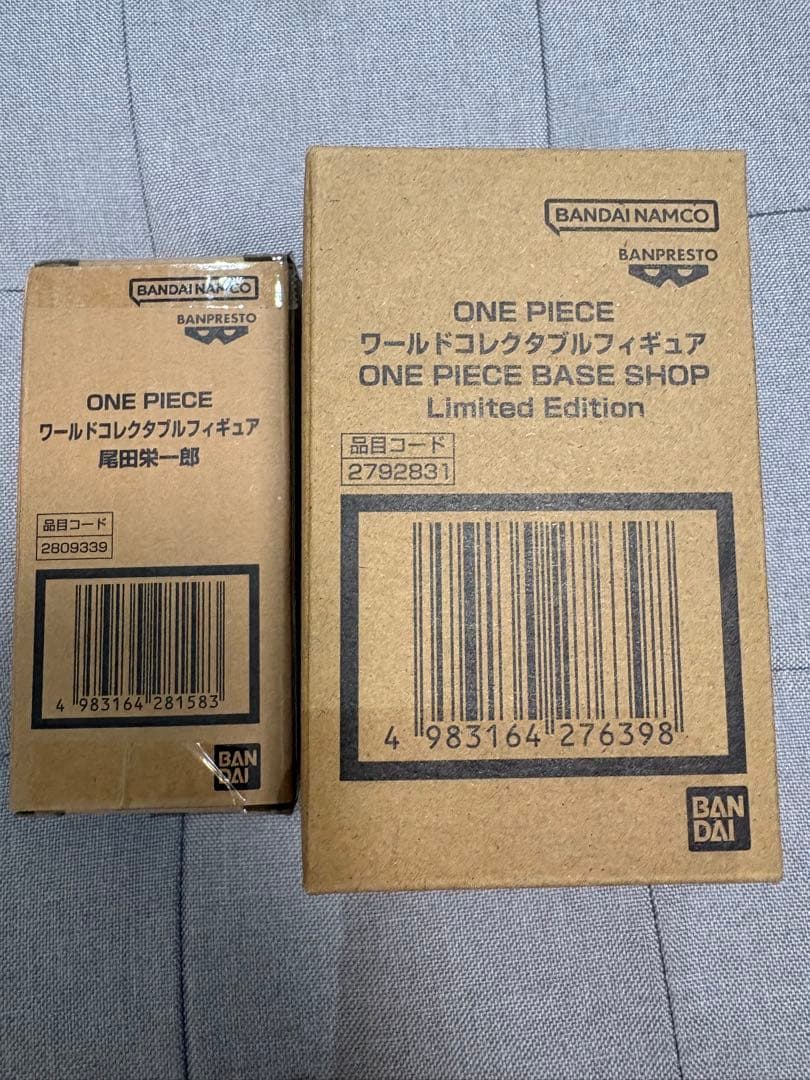 BANDAI NAMCO
BANPRESTO
ONE PIECE
ワールドコレクタブルフィギュア
尾田栄一郎
品目コード
2809339
4 983164 281583
BAN
DAI
BANDAI NAMCO
BANPRESTO
ONE PIECE
ワールドコレクタブルフィギュア
ONE PIECE BASE SHOP
Limited Edition
品目コード
2792831
4 983164 276398
BAN
DAI